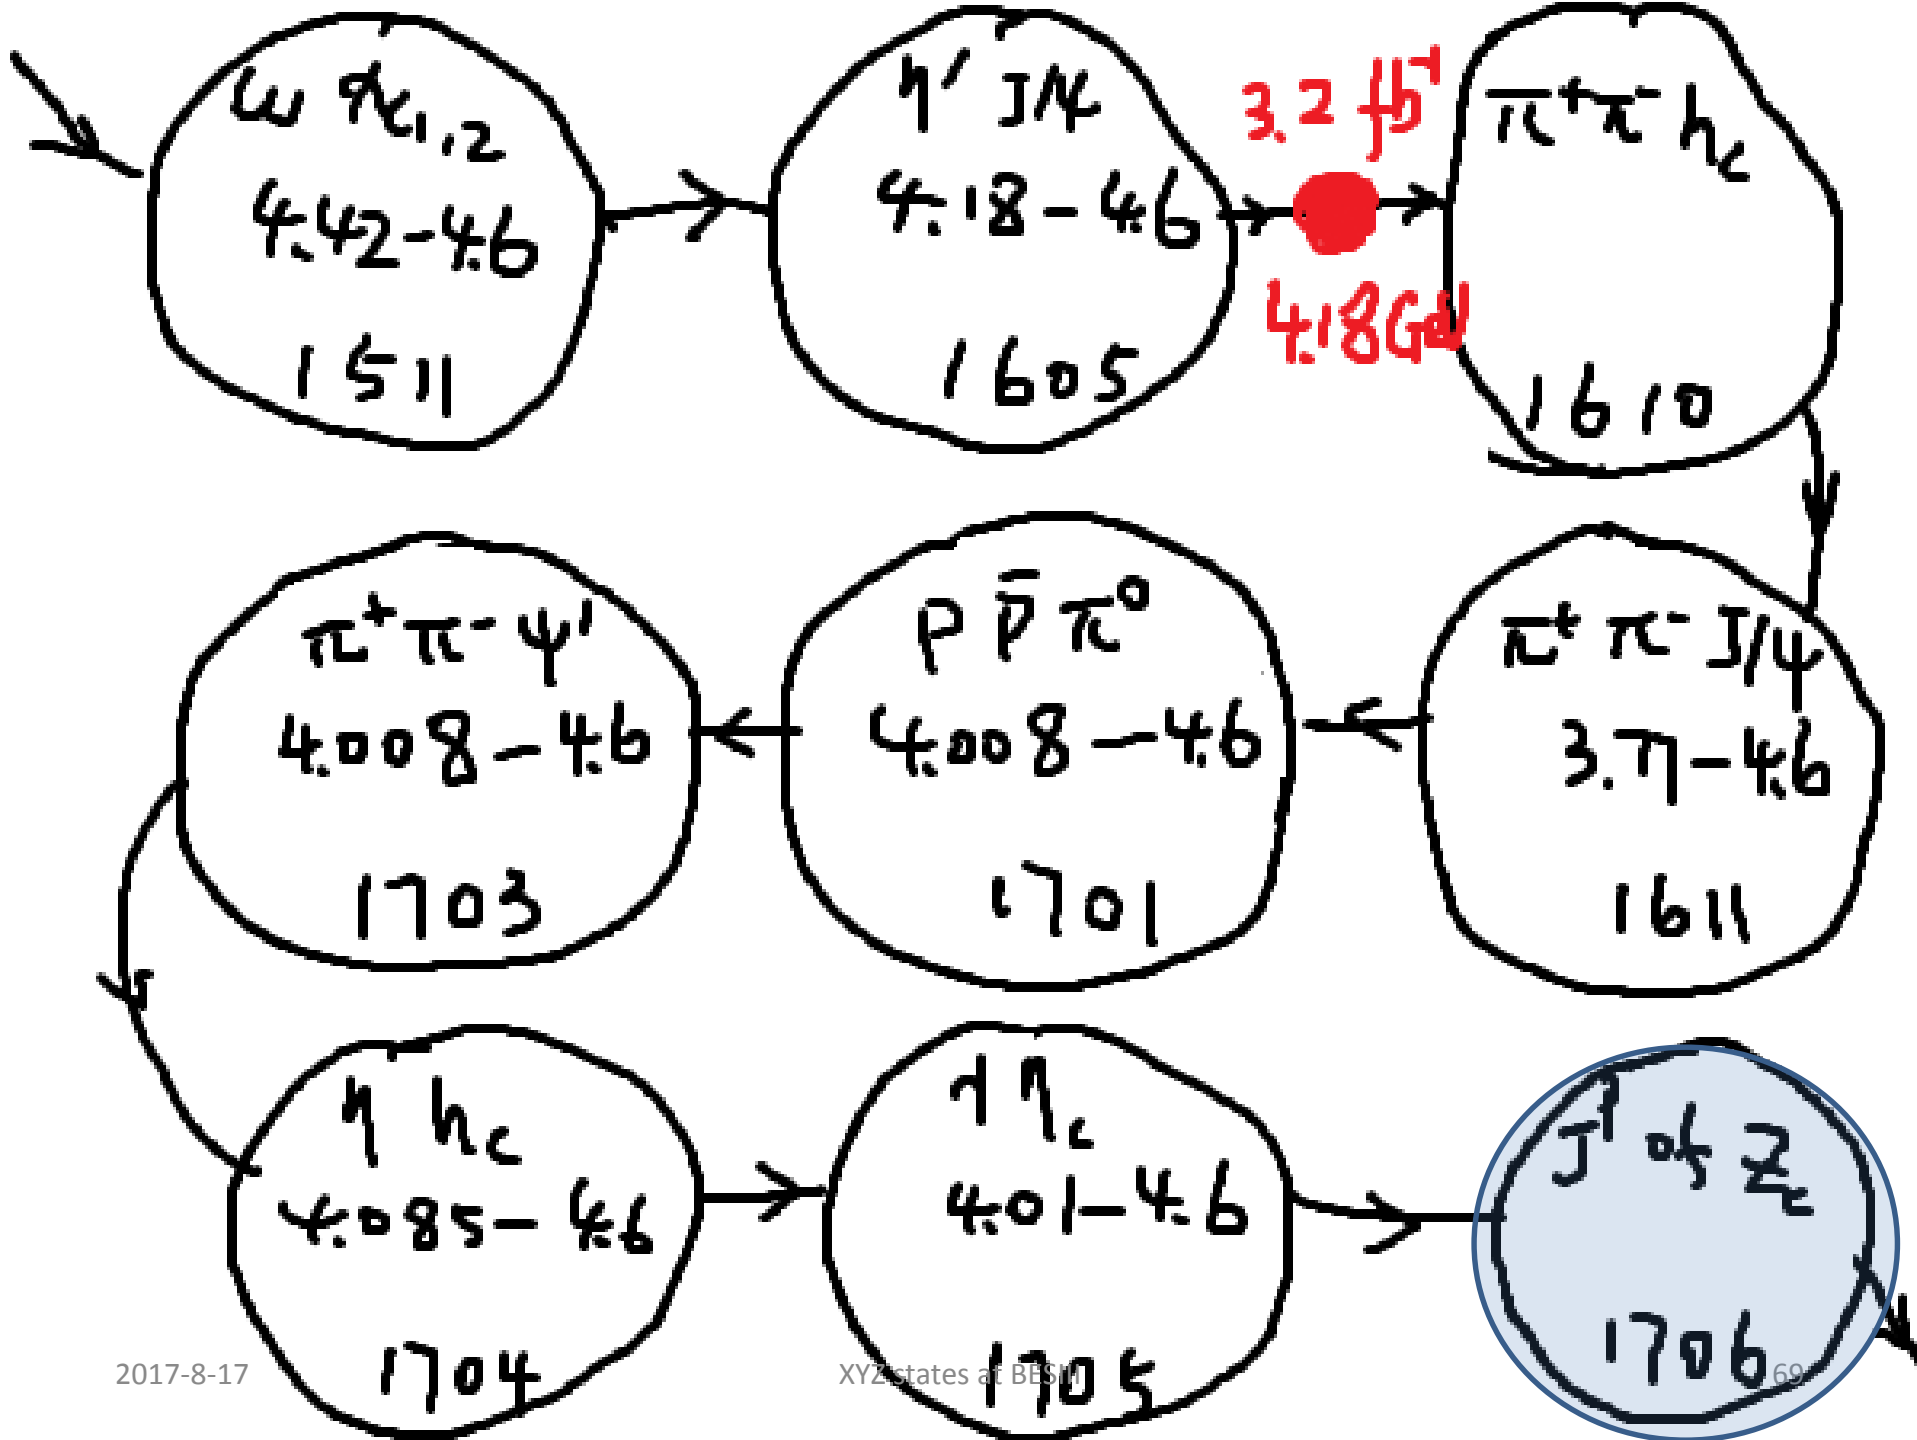 ω χc1,2
4.42-4.6
1511
η′ J/ψ
4.18-4.6
1605
3.2 fb⁻¹
4.18GeV
π⁺π⁻ hc
1610
π⁺ π⁻ J/ψ
3.77-4.6
1611
p p̄ π⁰
4.008-4.6
1701
π⁺π⁻ψ′
4.008-4.6
1703
η hc
4.085-4.6
1704
γ ηc
4.01-4.6
1705
Jᴾ of Zc
1706
2017-8-17
XYZ states at BESIII
69